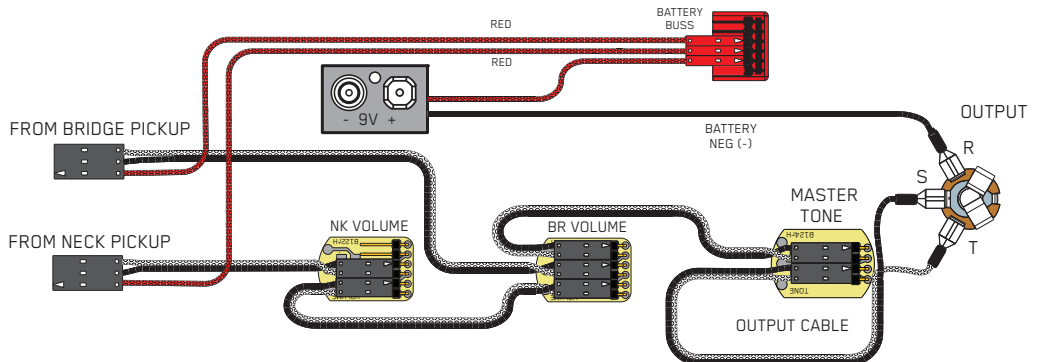 BATTERY
BUSS
RED
RED
- 9V +
OUTPUT
FROM BRIDGE PICKUP
BATTERY
NEG (-)
R
S
MASTER
TONE
NK VOLUME
BR VOLUME
FROM NECK PICKUP
T
TONE
OUTPUT CABLE